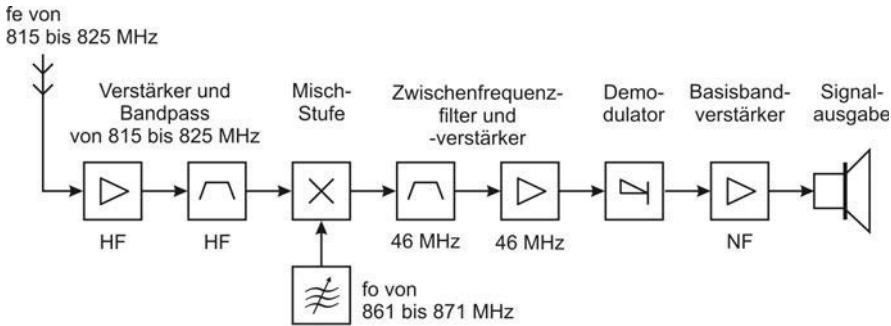 fe von
815 bis 825 MHz
Verstärker und
Bandpass
von 815 bis 825 MHz
Misch-
Stufe
Zwischenfrequenz-
filter und
-verstärker
Demo-
dulator
Basisband-
verstärker
Signal-
ausgabe
HF
HF
46 MHz
46 MHz
NF
fo von
861 bis 871 MHz